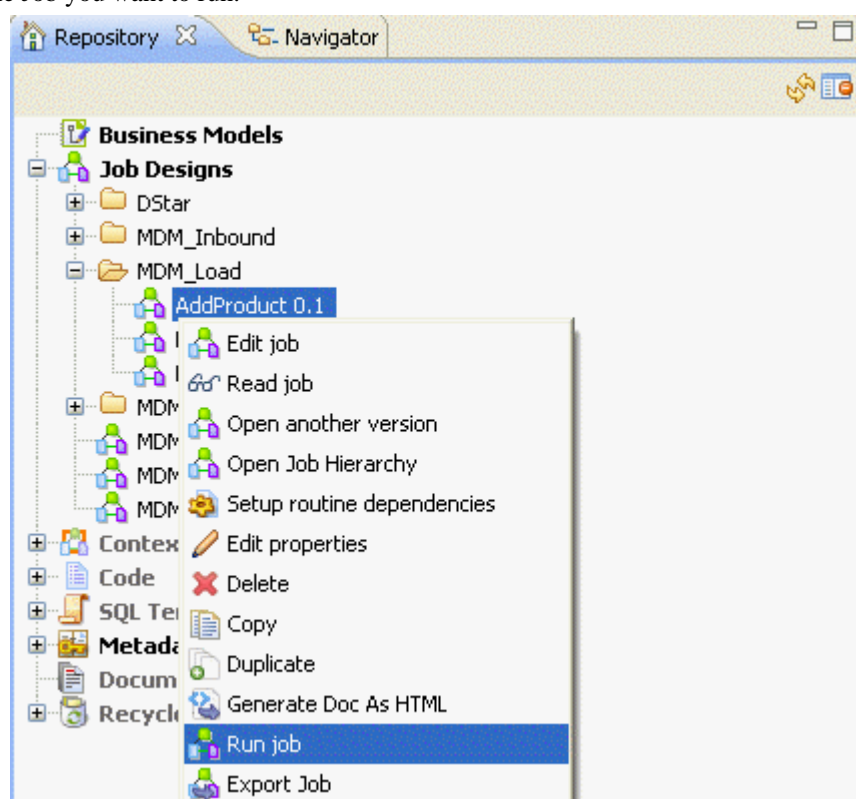 Job you want to run.
Repository Navigator
Business Models
Job Designs
DStar
MDM_Inbound
MDM_Load
AddProduct 0.1
Edit job
Read job
MDM
Open another version
MDM
Open Job Hierarchy
MDM
Setup routine dependencies
MDM
Contex
Edit properties
Code
Delete
SQL Te
Copy
Metada
Docum
Duplicate
Recycl
Generate Doc As HTML
Run job
Export Job